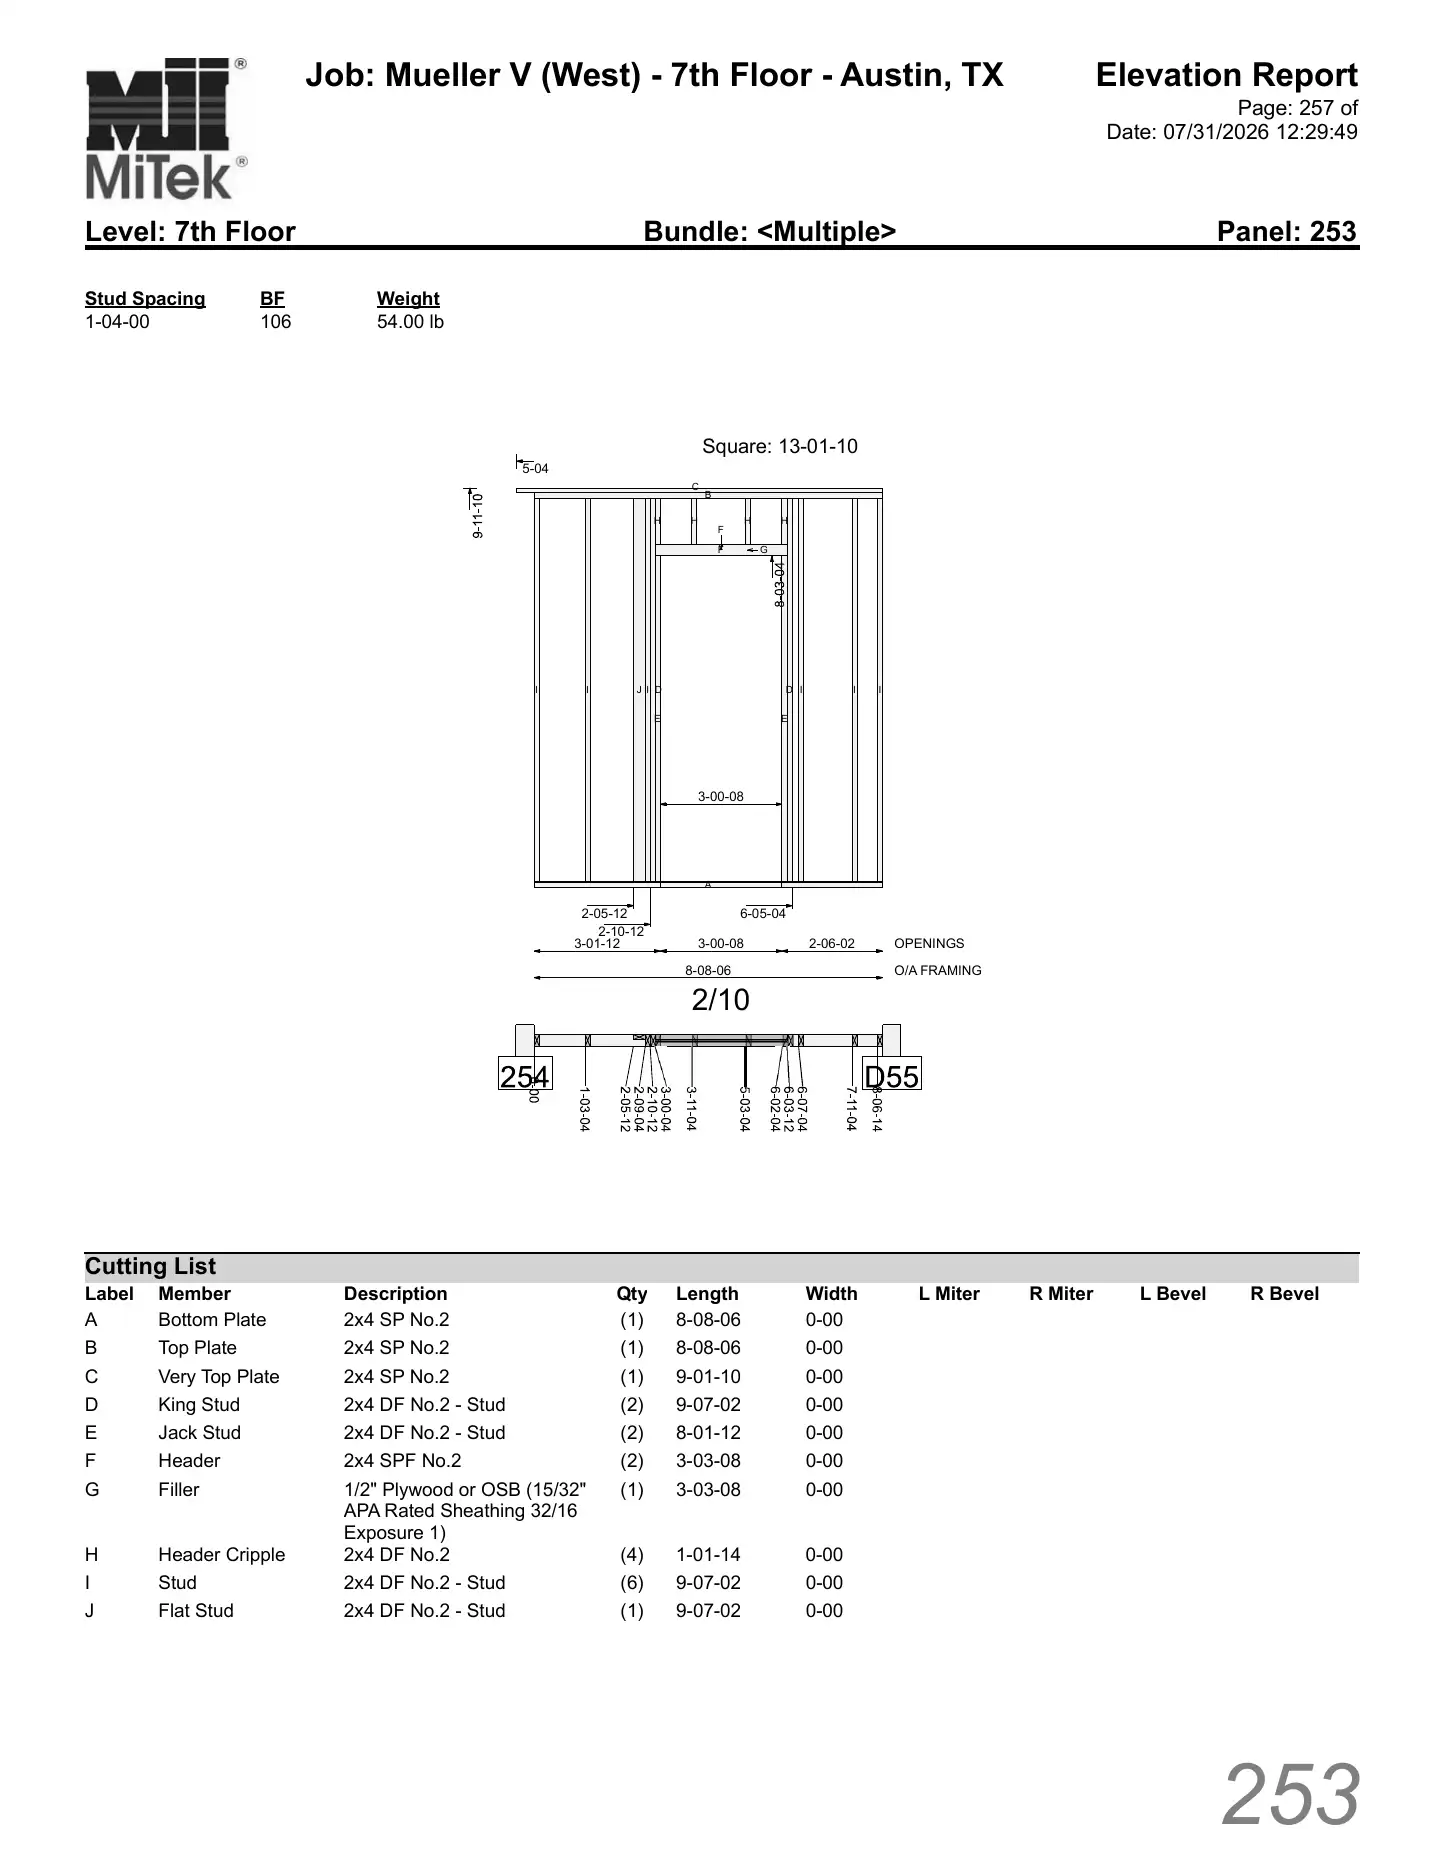 Job: Mueller V (West) - 7th Floor - Austin, TX
Elevation Report
Page: 257 of
Date: 07/31/2026 12:29:49
MiTek®
Level: 7th Floor Bundle: <Multiple> Panel: 253
Stud Spacing BF Weight
1-04-00 106 54.00 lb
Square: 13-01-10
5-04
9-11-10
C
B
H H H H
F
F G
8-03-04
I I J I D D I I I
E E
3-00-08
A
2-05-12 6-05-04
2-10-12
3-01-12 3-00-08 2-06-02 OPENINGS
8-08-06 O/A FRAMING
2/10
254 D55
1-03-04 2-05-12 2-09-04 2-10-12 3-00-04 3-11-04 5-03-04 6-02-04 6-03-12 6-07-04 7-11-04 8-06-14
Cutting List
Label Member Description Qty Length Width L Miter R Miter L Bevel R Bevel
A Bottom Plate 2x4 SP No.2 (1) 8-08-06 0-00
B Top Plate 2x4 SP No.2 (1) 8-08-06 0-00
C Very Top Plate 2x4 SP No.2 (1) 9-01-10 0-00
D King Stud 2x4 DF No.2 - Stud (2) 9-07-02 0-00
E Jack Stud 2x4 DF No.2 - Stud (2) 8-01-12 0-00
F Header 2x4 SPF No.2 (2) 3-03-08 0-00
G Filler 1/2" Plywood or OSB (15/32" (1) 3-03-08 0-00
APA Rated Sheathing 32/16
Exposure 1)
H Header Cripple 2x4 DF No.2 (4) 1-01-14 0-00
I Stud 2x4 DF No.2 - Stud (6) 9-07-02 0-00
J Flat Stud 2x4 DF No.2 - Stud (1) 9-07-02 0-00
253